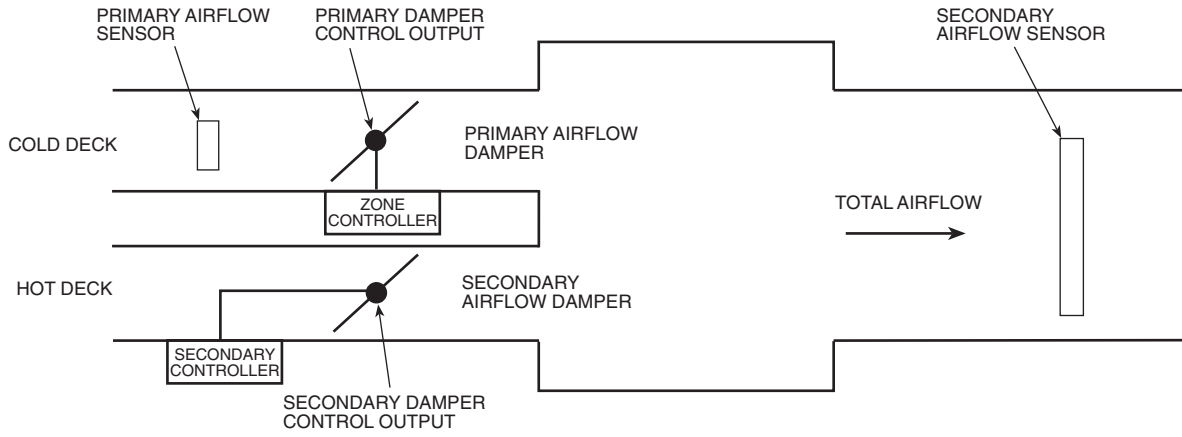 PRIMARY AIRFLOW
SENSOR
PRIMARY DAMPER
CONTROL OUTPUT
SECONDARY
AIRFLOW SENSOR
COLD DECK
PRIMARY AIRFLOW
DAMPER
ZONE
CONTROLLER
TOTAL AIRFLOW
HOT DECK
SECONDARY
AIRFLOW DAMPER
SECONDARY
CONTROLLER
SECONDARY DAMPER
CONTROL OUTPUT